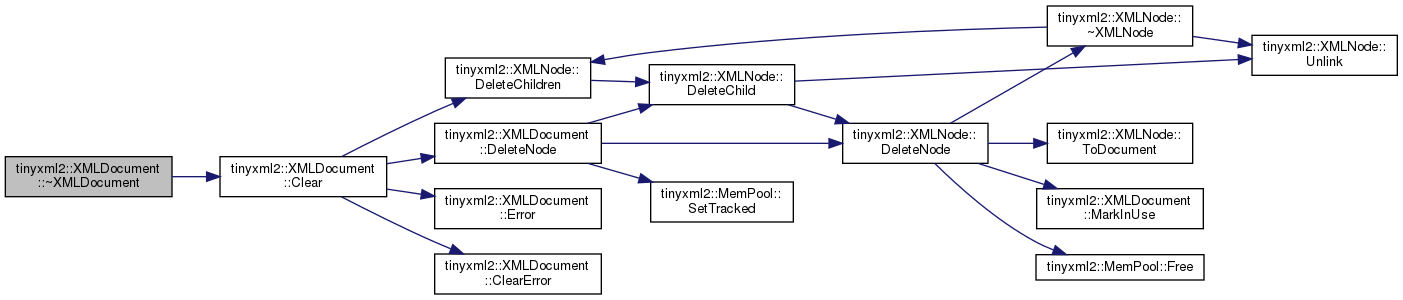 tinyxml2::XMLDocument
::~XMLDocument
tinyxml2::XMLDocument
::Clear
tinyxml2::XMLNode::
DeleteChildren
tinyxml2::XMLDocument
::DeleteNode
tinyxml2::XMLDocument
::Error
tinyxml2::XMLDocument
::ClearError
tinyxml2::XMLNode::
DeleteChild
tinyxml2::MemPool::
SetTracked
tinyxml2::XMLNode::
DeleteNode
tinyxml2::XMLNode::
~XMLNode
tinyxml2::XMLNode::
ToDocument
tinyxml2::XMLDocument
::MarkInUse
tinyxml2::MemPool::Free
tinyxml2::XMLNode::
Unlink